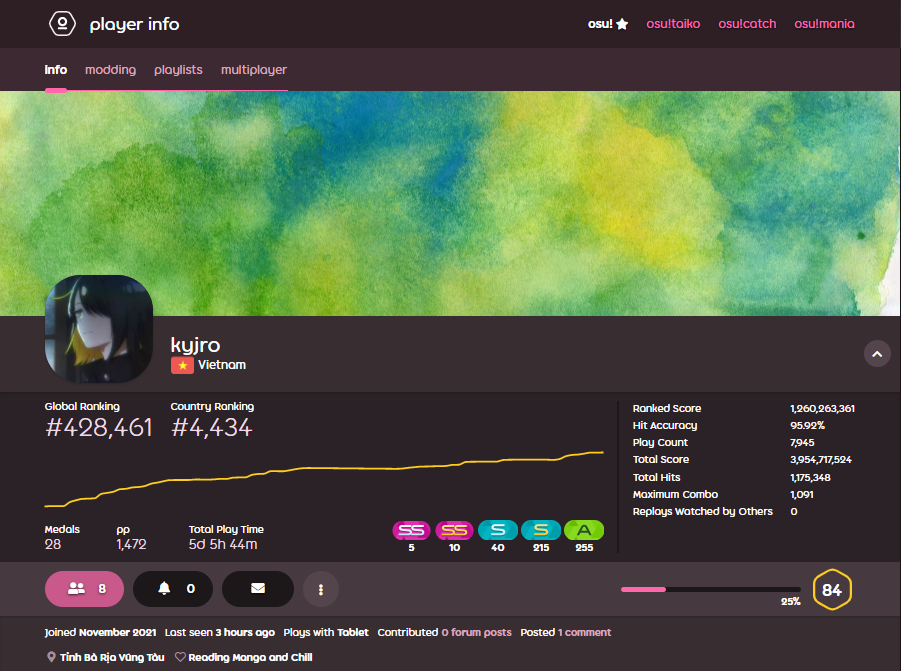 player info
osu! osu!taiko osu!catch osu!mania
info modding playlists multiplayer
kyjro
Vietnam
Global Ranking Country Ranking
#428,461 #4,434
Ranked Score 1,260,263,361
Hit Accuracy 95.92%
Play Count 7,945
Total Score 3,954,717,524
Total Hits 1,175,348
Maximum Combo 1,091
Replays Watched by Others 0
Medals pp Total Play Time
28 1,472 5d 5h 44m
SS SS S S A
5 10 40 215 255
8 0
25% 84
Joined November 2021 Last seen 3 hours ago Plays with Tablet Contributed 0 forum posts Posted 1 comment
Tỉnh Bà Rịa Vũng Tàu Reading Manga and Chill